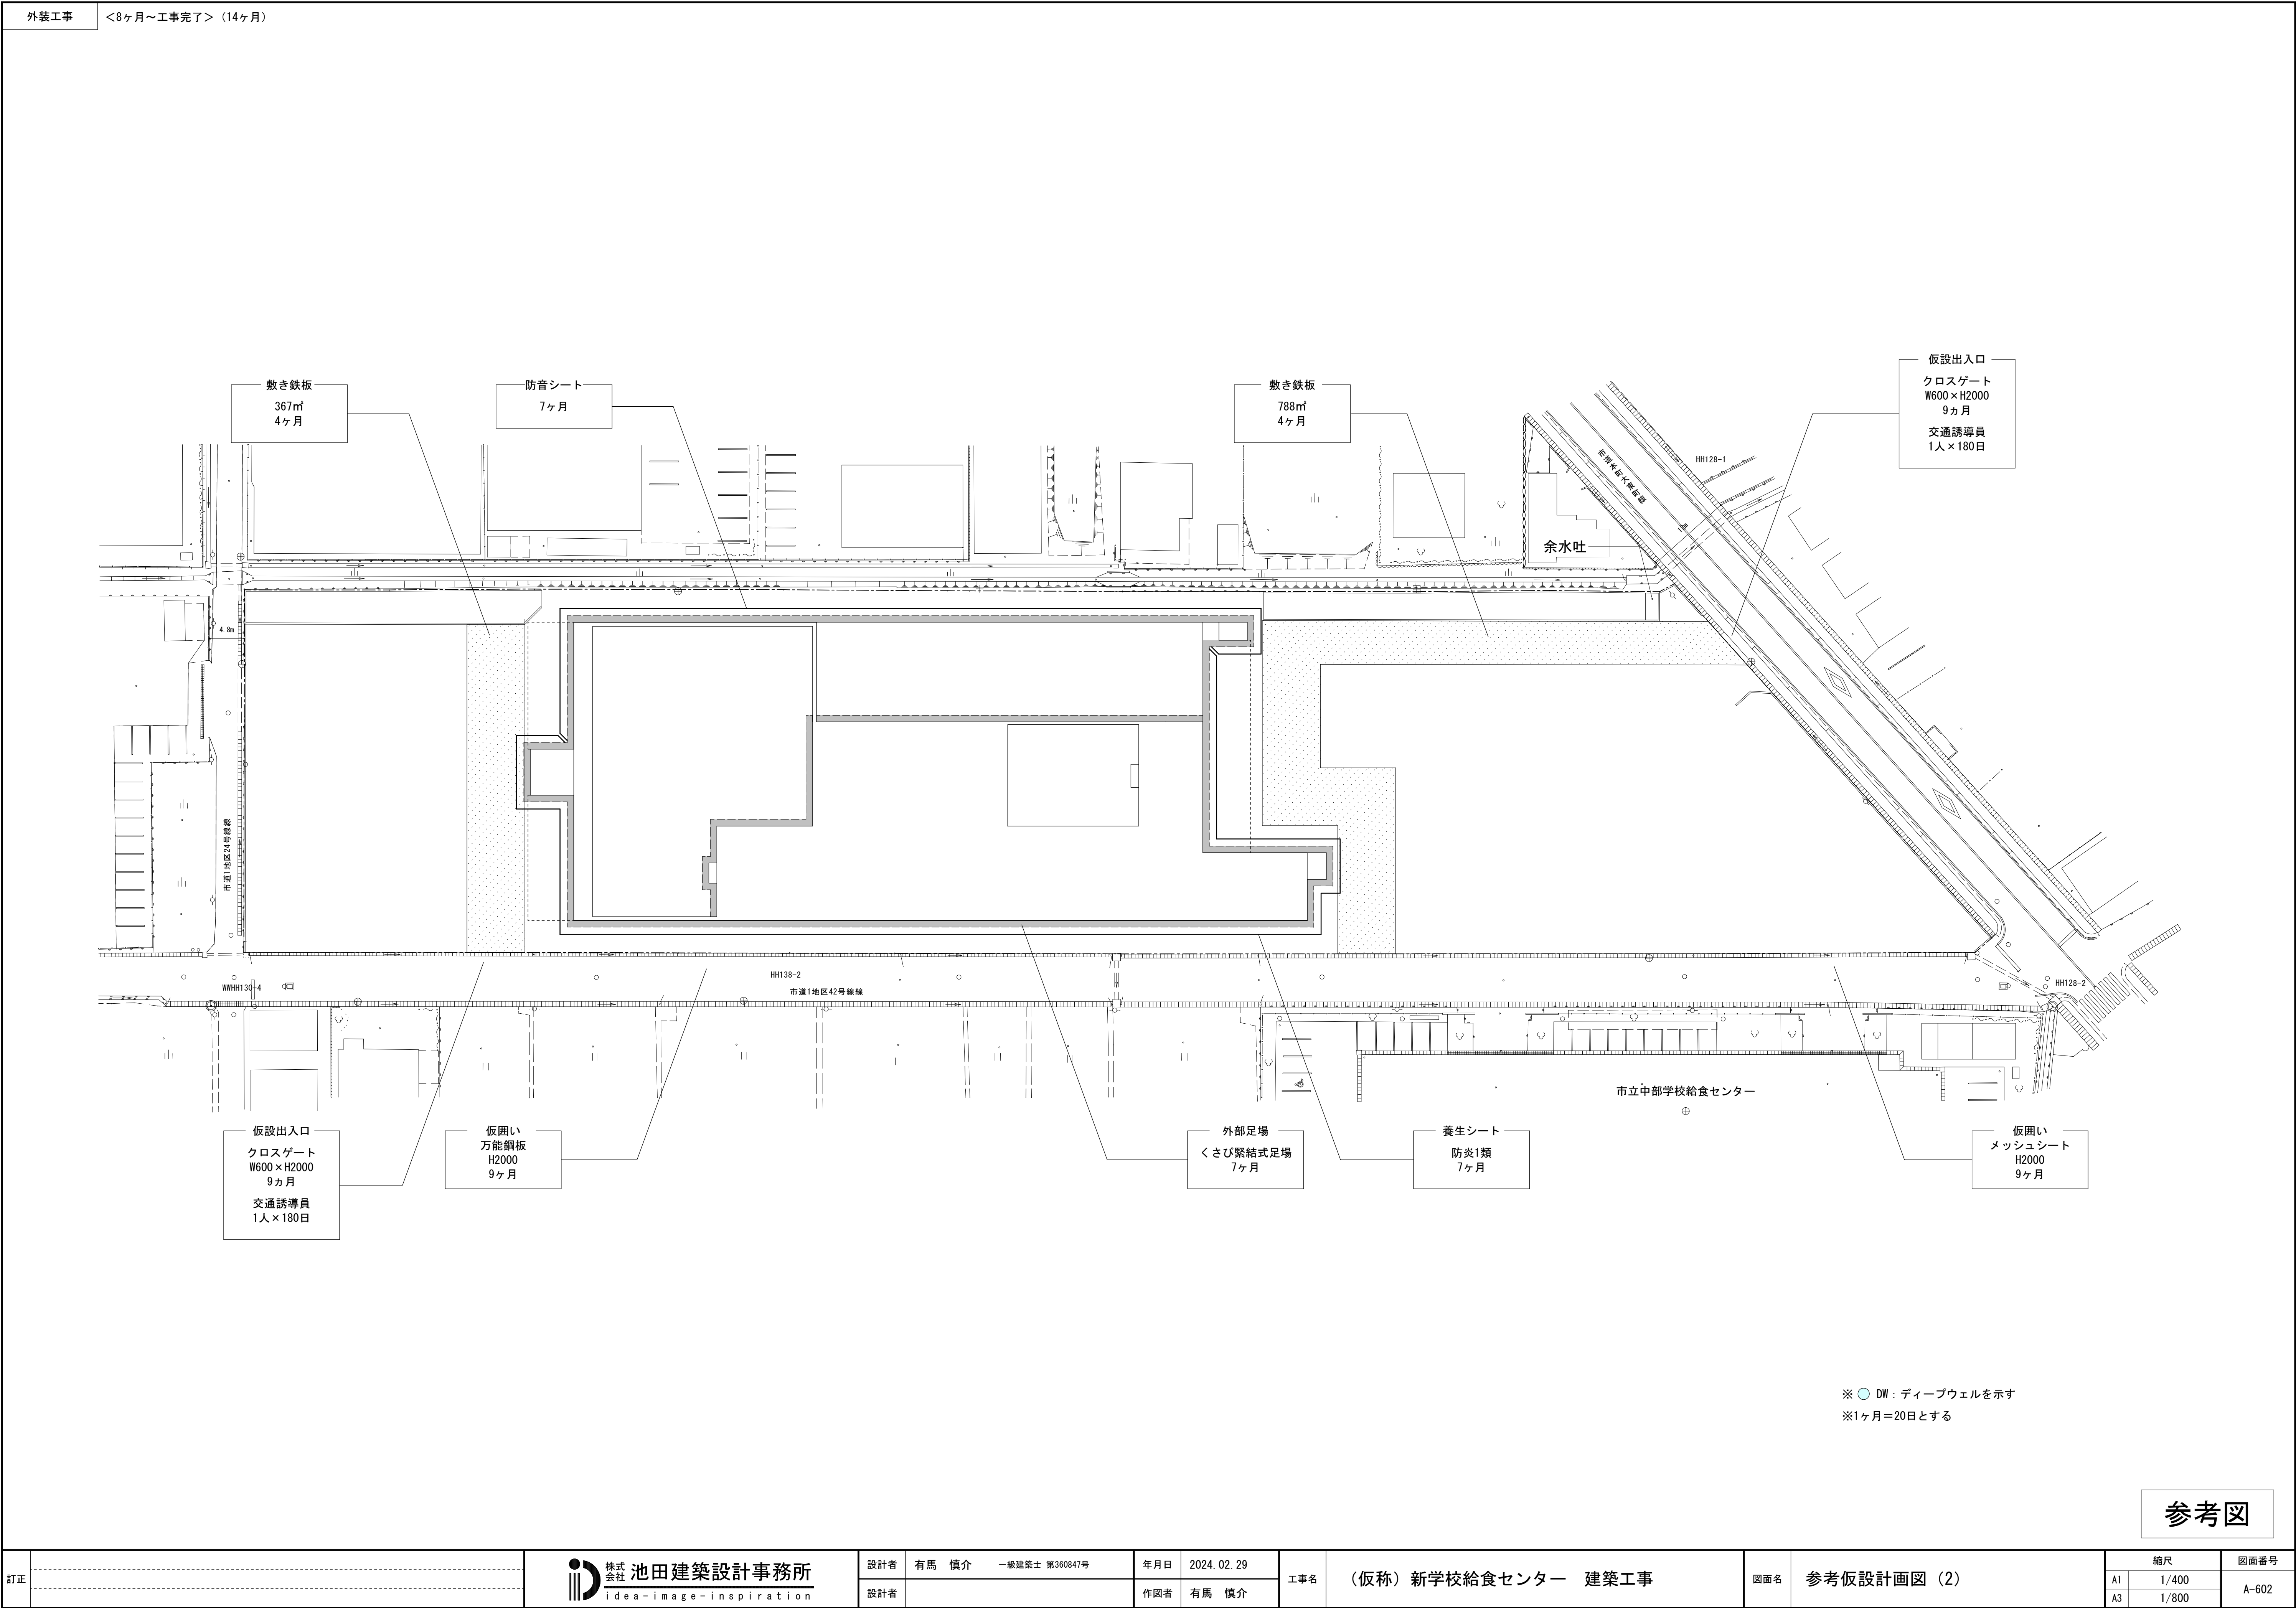 外装工事
＜8ヶ月～工事完了＞（14ヶ月）
敷き鉄板
367㎡
4ヶ月
防音シート
7ヶ月
敷き鉄板
788㎡
4ヶ月
仮設出入口
クロスゲート
W600×H2000
9ヵ月
交通誘導員
1人×180日
市道本町大東町線
HH128-1
12m
余水吐
4.8m
市道1地区24号線線
HH138-2
市道1地区42号線線
WWHH130-4
HH128-2
市立中部学校給食センター
仮設出入口
クロスゲート
W600×H2000
9ヵ月
交通誘導員
1人×180日
仮囲い
万能鋼板
H2000
9ヶ月
外部足場
くさび緊結式足場
7ヶ月
養生シート
防炎1類
7ヶ月
仮囲い
メッシュシート
H2000
9ヶ月
※ DW：ディープウェルを示す
※1ヶ月＝20日とする
参考図
訂正
株式会社 池田建築設計事務所
idea-image-inspiration
設計者 有馬 慎介 一級建築士 第360847号
設計者
年月日 2024.02.29
作図者 有馬 慎介
工事名 （仮称）新学校給食センター 建築工事
図面名 参考仮設計画図（2）
縮尺
A1 1/400
A3 1/800
図面番号
A-602